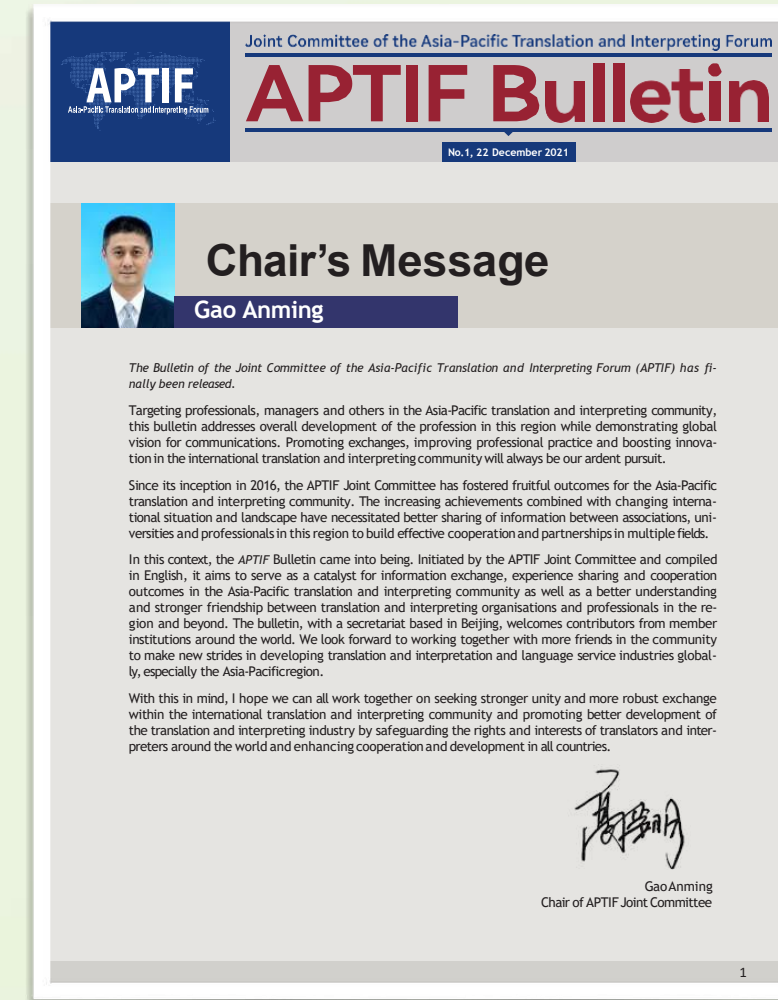 APTIF
Asia-Pacific Translation and Interpreting Forum
Joint Committee of the Asia-Pacific Translation and Interpreting Forum
APTIF Bulletin
No.1, 22 December 2021
Chair's Message
Gao Anming
The Bulletin of the Joint Committee of the Asia-Pacific Translation and Interpreting Forum (APTIF) has fi-
nally been released.
Targeting professionals, managers and others in the Asia-Pacific translation and interpreting community,
this bulletin addresses overall development of the profession in this region while demonstrating global
vision for communications. Promoting exchanges, improving professional practice and boosting innova-
tion in the international translation and interpreting community will always be our ardent pursuit.
Since its inception in 2016, the APTIF Joint Committee has fostered fruitful outcomes for the Asia-Pacific
translation and interpreting community. The increasing achievements combined with changing interna-
tional situation and landscape have necessitated better sharing of information between associations, uni-
versities and professionals in this region to build effective cooperation and partnerships in multiple fields.
In this context, the APTIF Bulletin came into being. Initiated by the APTIF Joint Committee and compiled
in English, it aims to serve as a catalyst for information exchange, experience sharing and cooperation
outcomes in the Asia-Pacific translation and interpreting community as well as a better understanding
and stronger friendship between translation and interpreting organisations and professionals in the re-
gion and beyond. The bulletin, with a secretariat based in Beijing, welcomes contributors from member
institutions around the world. We look forward to working together with more friends in the community
to make new strides in developing translation and interpretation and language service industries global-
ly, especially the Asia-Pacificregion.
With this in mind, I hope we can all work together on seeking stronger unity and more robust exchange
within the international translation and interpreting community and promoting better development of
the translation and interpreting industry by safeguarding the rights and interests of translators and inter-
preters around the world and enhancing cooperation and development in all countries.
高安明
GaoAnming
Chair of APTIF Joint Committee
1